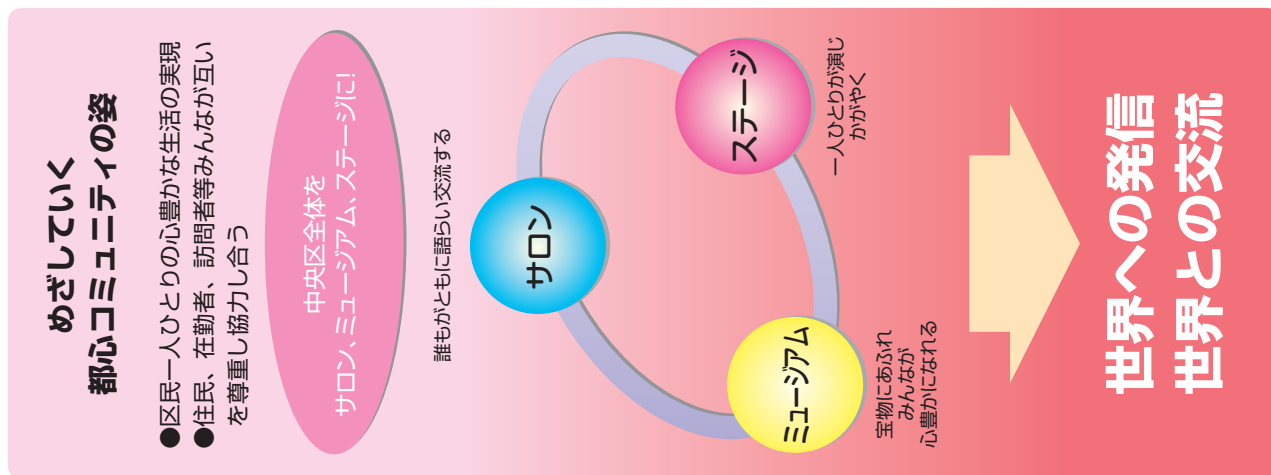 めざしていく
都心コミュニティの姿
●区民一人ひとりの心豊かな生活の実現
●住民、在勤者、訪問者等みんなが互い
を尊重し協力し合う
中央区全体を
サロン、ミュージアム、ステージに!
誰もがともに語らい交流する
サロン
ステージ
一人ひとりが演じ
かがやく
ミュージアム
宝物にあふれ
みんなが
心豊かになれる
世界への発信
世界との交流